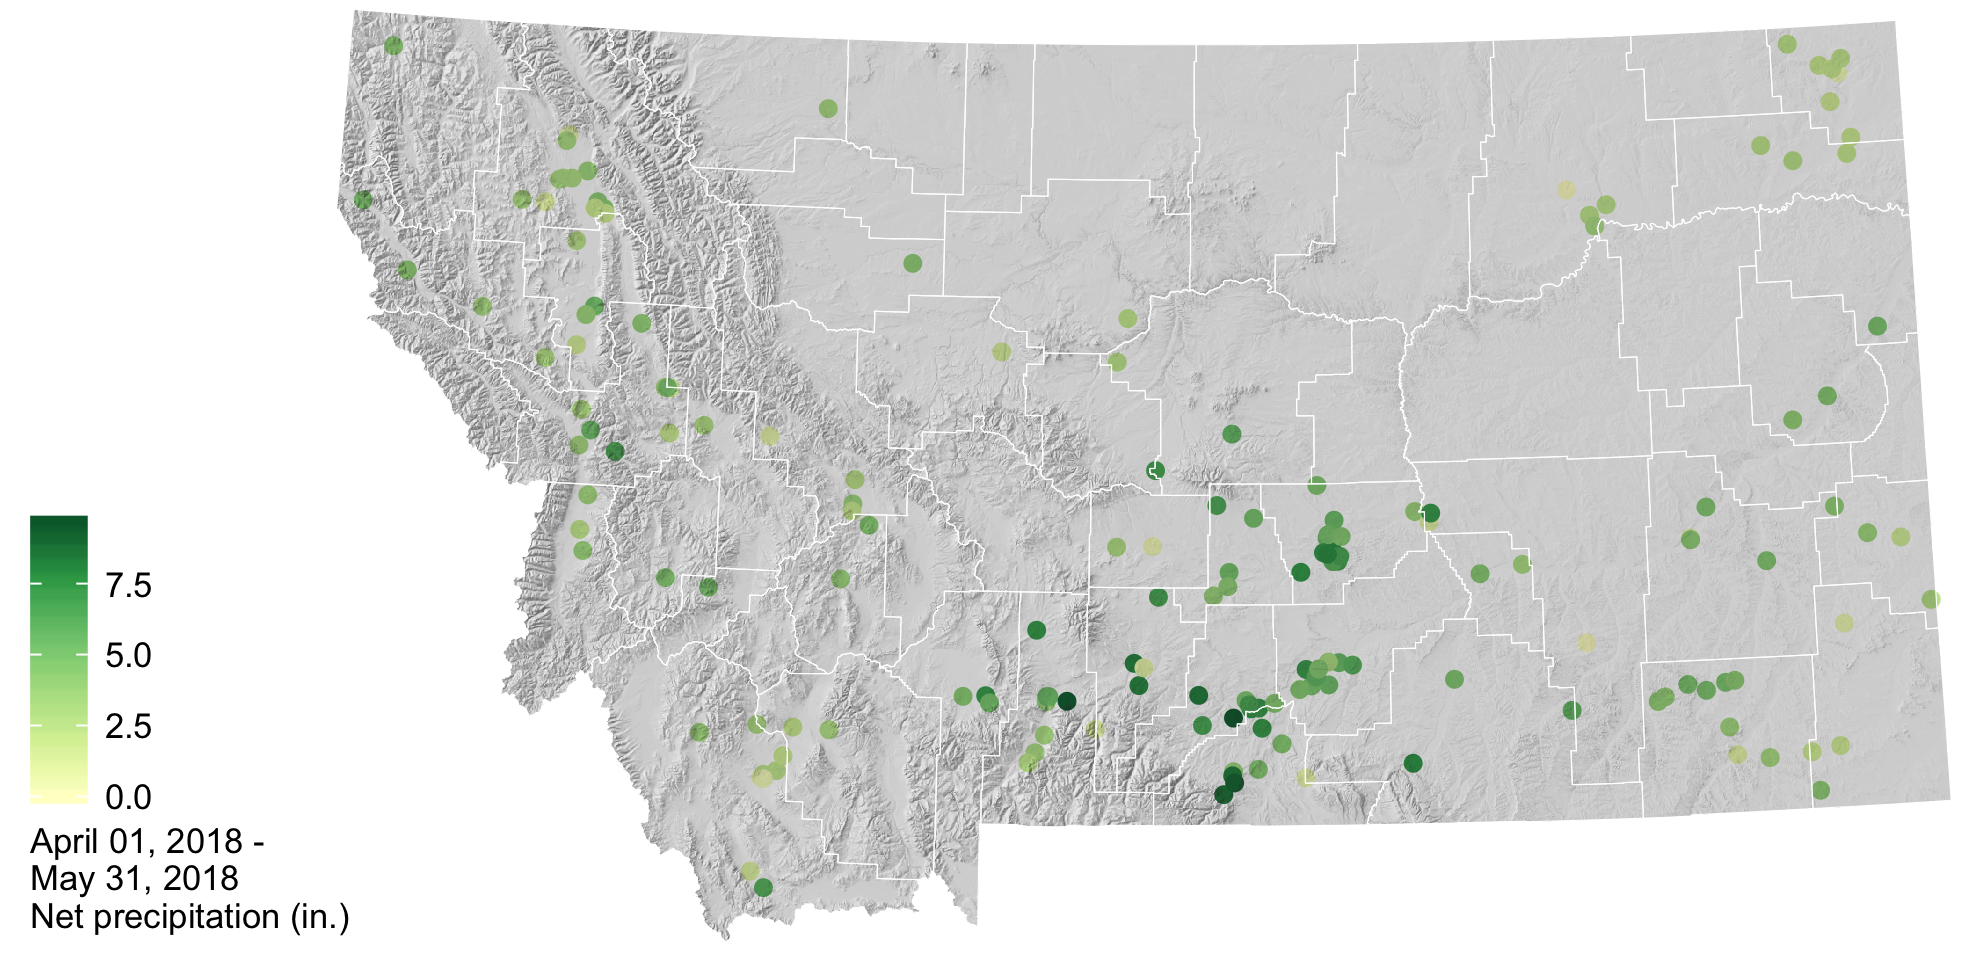 7.5
5.0
2.5
0.0
April 01, 2018 -
May 31, 2018
Net precipitation (in.)